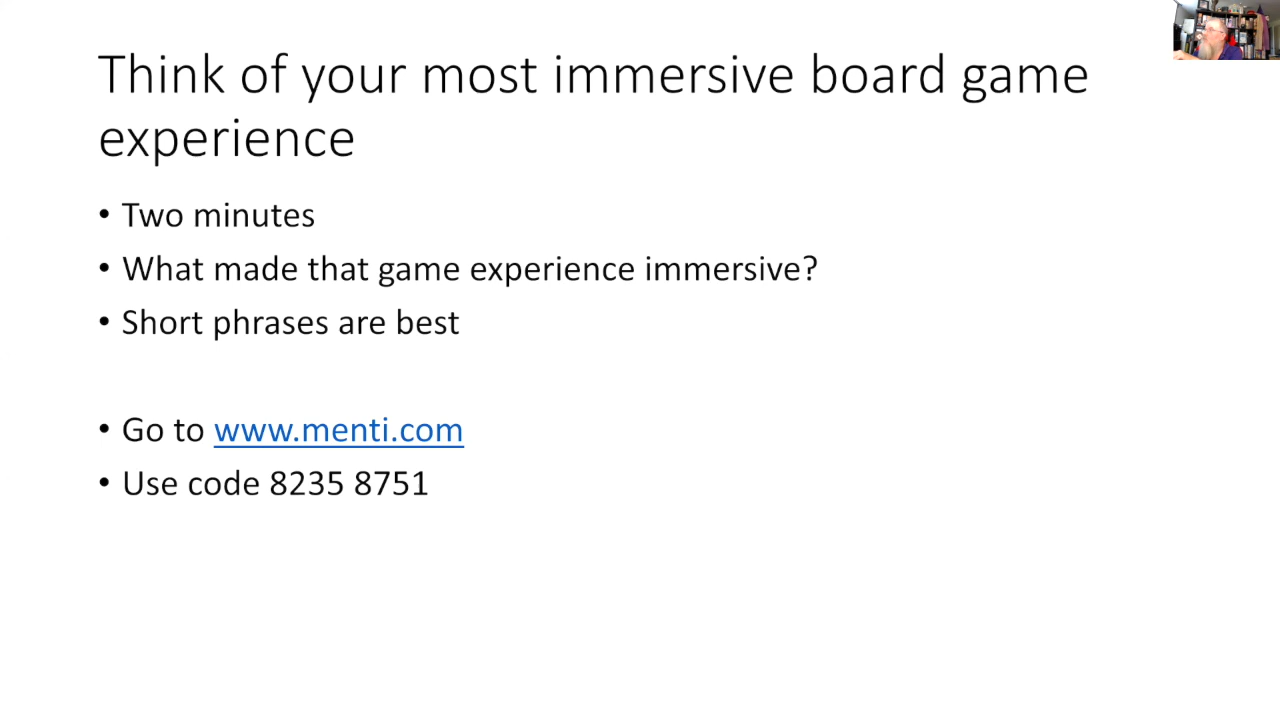 Think of your most immersive board game
experience
• Two minutes
• What made that game experience immersive?
• Short phrases are best
• Go to www.menti.com
• Use code 8235 8751